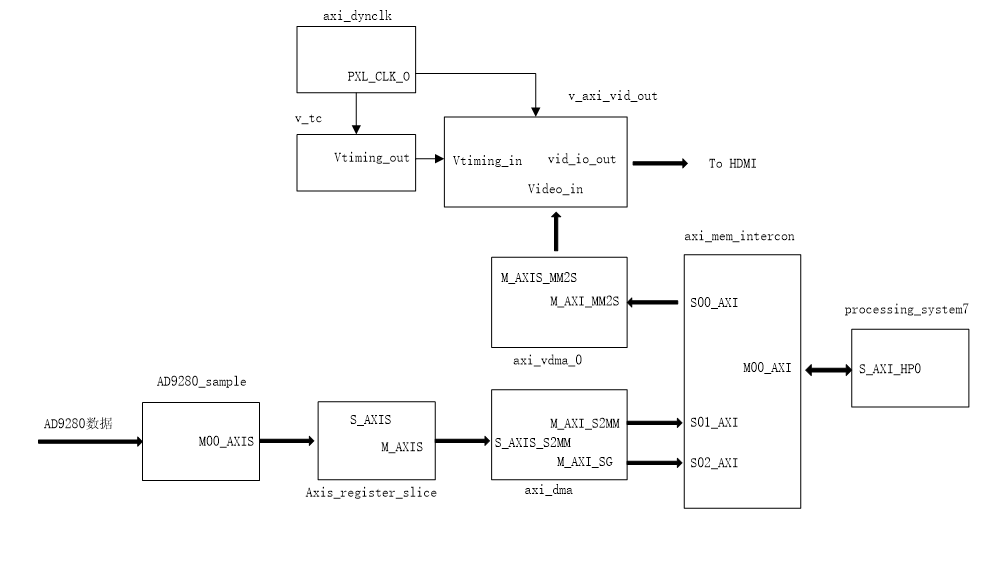 axi_dynclk
PXL_CLK_O
v_axi_vid_out
v_tc
Vtiming_out
Vtiming_in
vid_io_out
To HDMI
Video_in
axi_mem_intercon
M_AXIS_MM2S
M_AXI_MM2S
S00_AXI
processing_system7
axi_vdma_0
M00_AXI
S_AXI_HP0
AD9280_sample
AD9280数据
M00_AXIS
S_AXIS
M_AXIS
M_AXI_S2MM
S_AXIS_S2MM
M_AXI_SG
S01_AXI
S02_AXI
Axis_register_slice
axi_dma